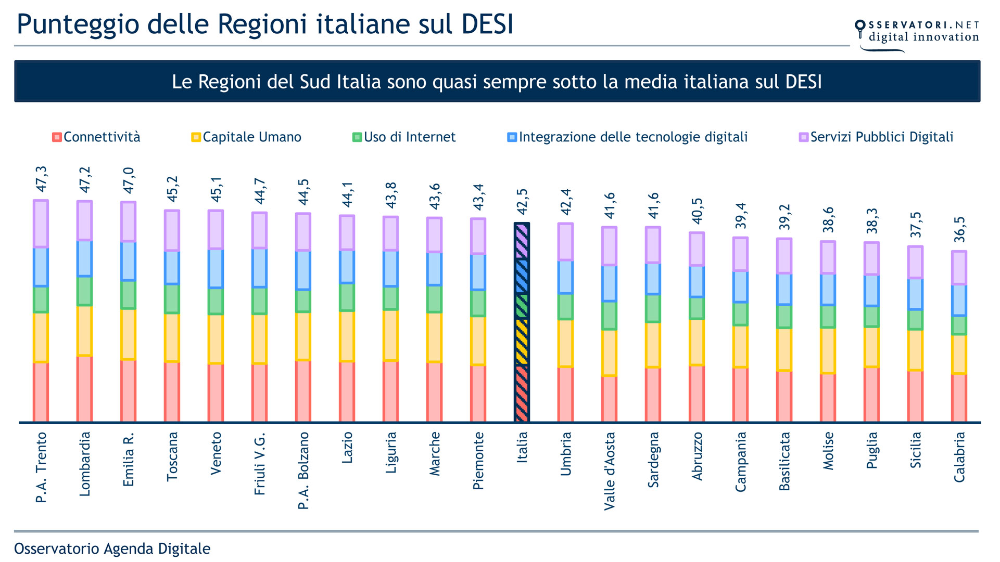 Punteggio delle Regioni italiane sul DESI
OSSERVATORI.NET
digital innovation
Le Regioni del Sud Italia sono quasi sempre sotto la media italiana sul DESI
Connettività Capitale Umano Uso di Internet Integrazione delle tecnologie digitali Servizi Pubblici Digitali
47,3 47,2 47,0 45,2 45,1 44,7 44,5 44,1 43,8 43,6 43,4 42,5 42,4 41,6 41,6 40,5 39,4 39,2 38,6 38,3 37,5 36,5
P.A. Trento
Lombardia
Emilia R.
Toscana
Veneto
Friuli V.G.
P.A. Bolzano
Lazio
Liguria
Marche
Piemonte
Italia
Umbria
Valle d'Aosta
Sardegna
Abruzzo
Campania
Basilicata
Molise
Puglia
Sicilia
Calabria
Osservatorio Agenda Digitale